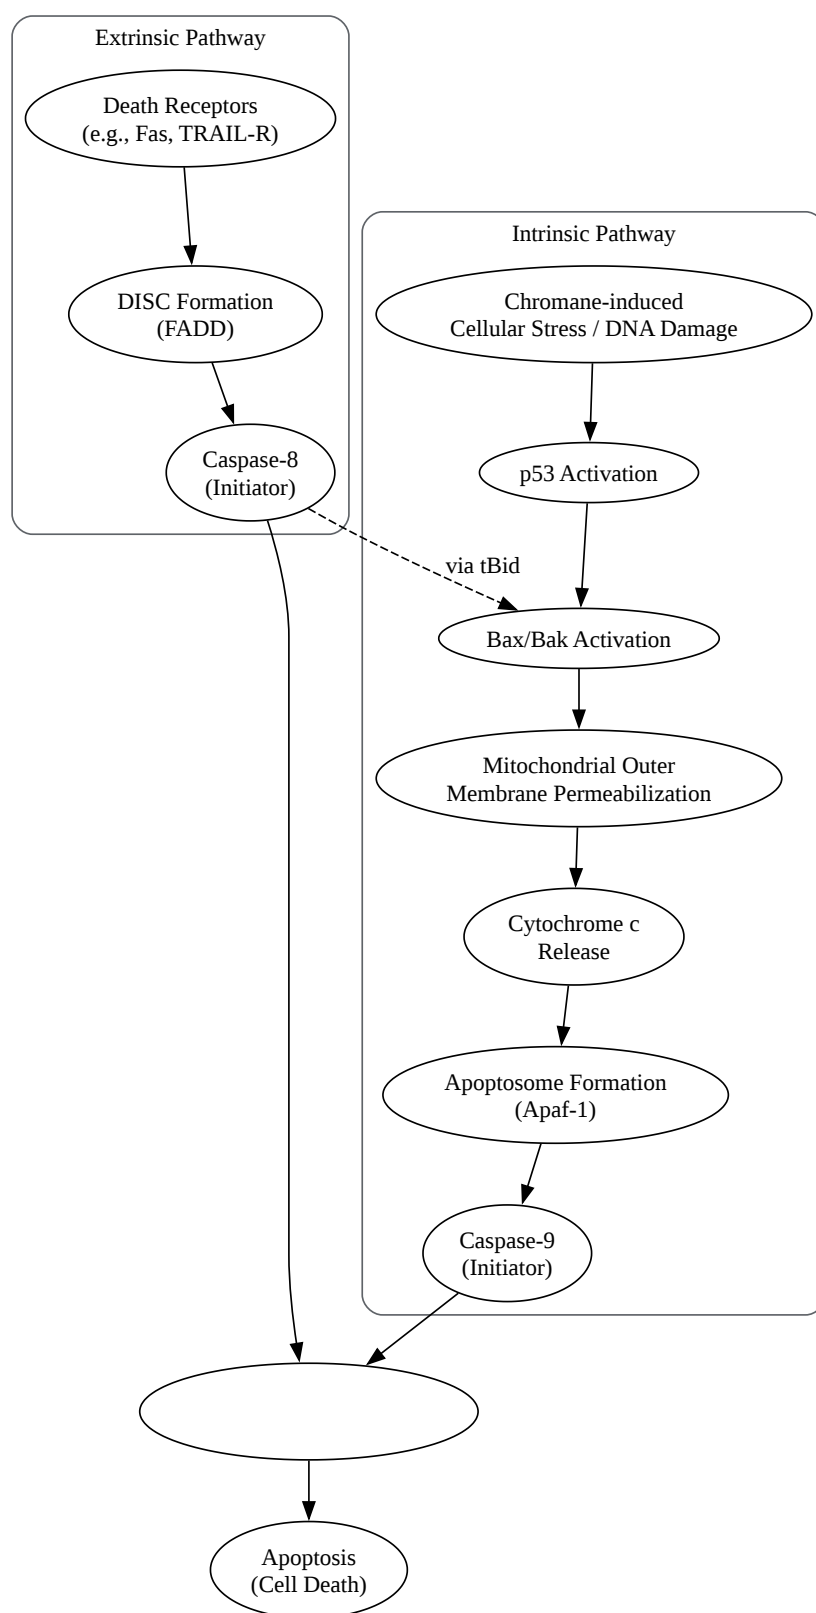 Extrinsic Pathway
Death Receptors
(e.g., Fas, TRAIL-R)
DISC Formation
(FADD)
Caspase-8
(Initiator)
Intrinsic Pathway
Chromane-induced
Cellular Stress / DNA Damage
p53 Activation
via tBid
Bax/Bak Activation
Mitochondrial Outer
Membrane Permeabilization
Cytochrome c
Release
Apoptosome Formation
(Apaf-1)
Caspase-9
(Initiator)
Apoptosis
(Cell Death)